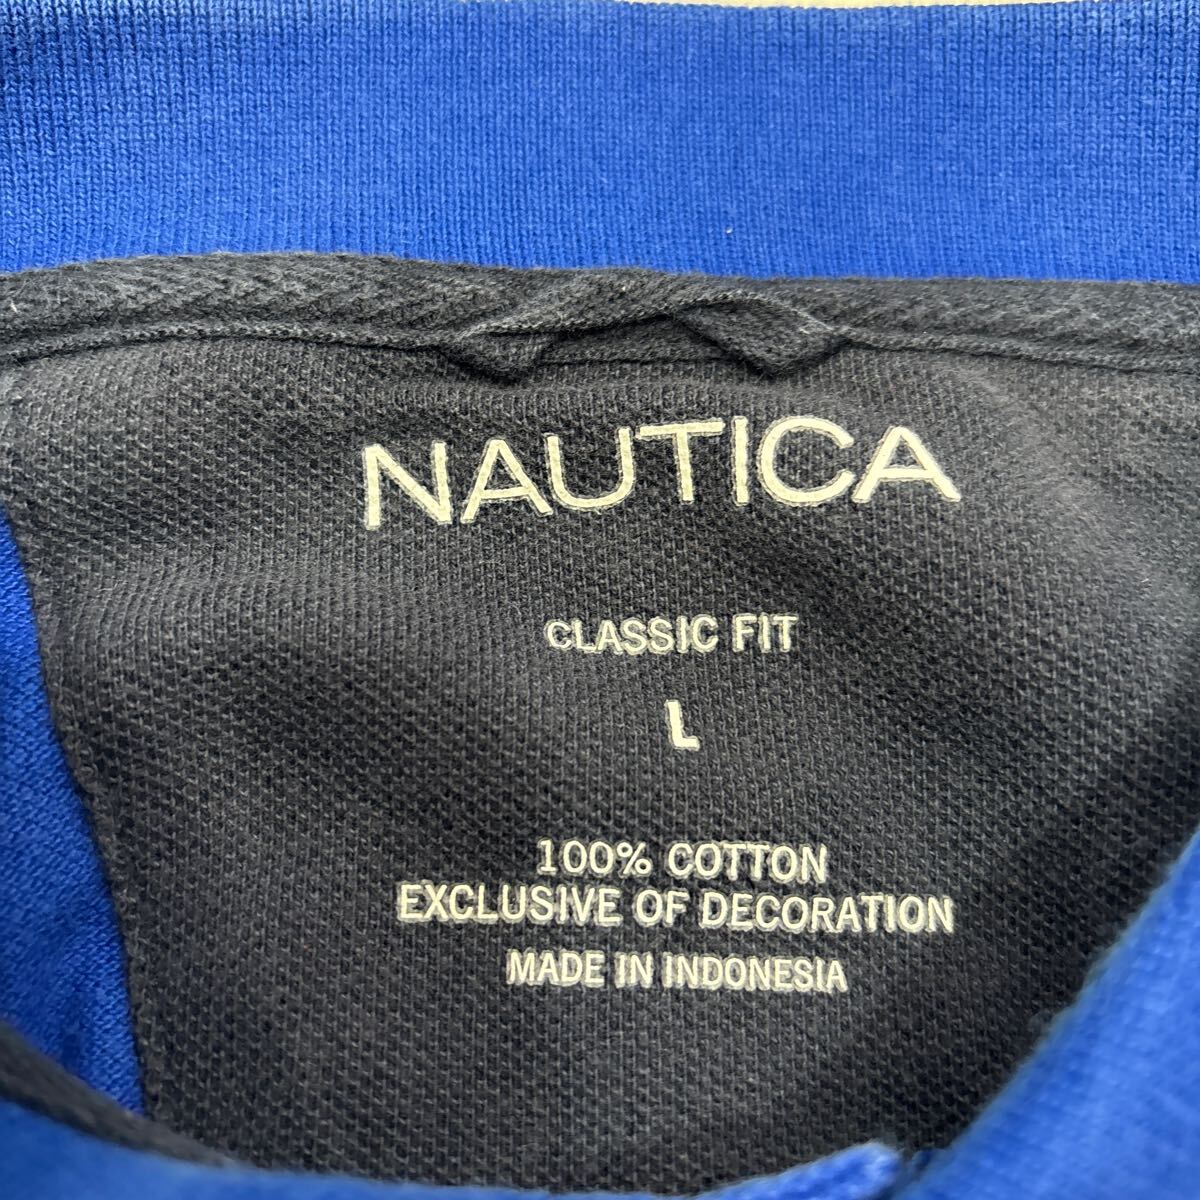 NAUTICA
CLASSIC FIT
L
100% COTTON
EXCLUSIVE OF DECORATION
MADE IN INDONESIA